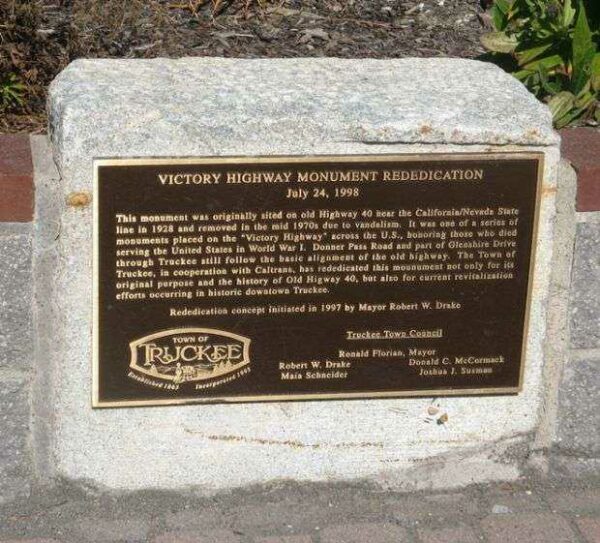 VICTORY HIGHWAY MONUMENT REDEDICATION
July 24, 1998
This monument was originally sited on old Highway 40 near the California/Nevada State
line in 1928 and removed in the mid 1970s due to vandalism. It was one of a series of
monuments placed on the "Victory Highway" across the U.S., honoring those who died
serving the United States in World War I. Donner Pass Road and part of Glenshire Drive
through Truckee still follow the basic alignment of the old highway. The Town of
Truckee, in cooperation with Caltrans, has rededicated this mounument not only for its
original purpose and the history of Old Higway 40, but also for current revitalization
efforts occurring in historic downtown Truckee.
Rededication concept initiated in 1997 by Mayor Robert W. Drake
Truckee Town Council
Ronald Florian, Mayor
Robert W. Drake Donald C. McCormack
Maia Schneider Joshua J. Susman
TOWN OF
TRUCKEE
Established 1863 Incorporated 1993